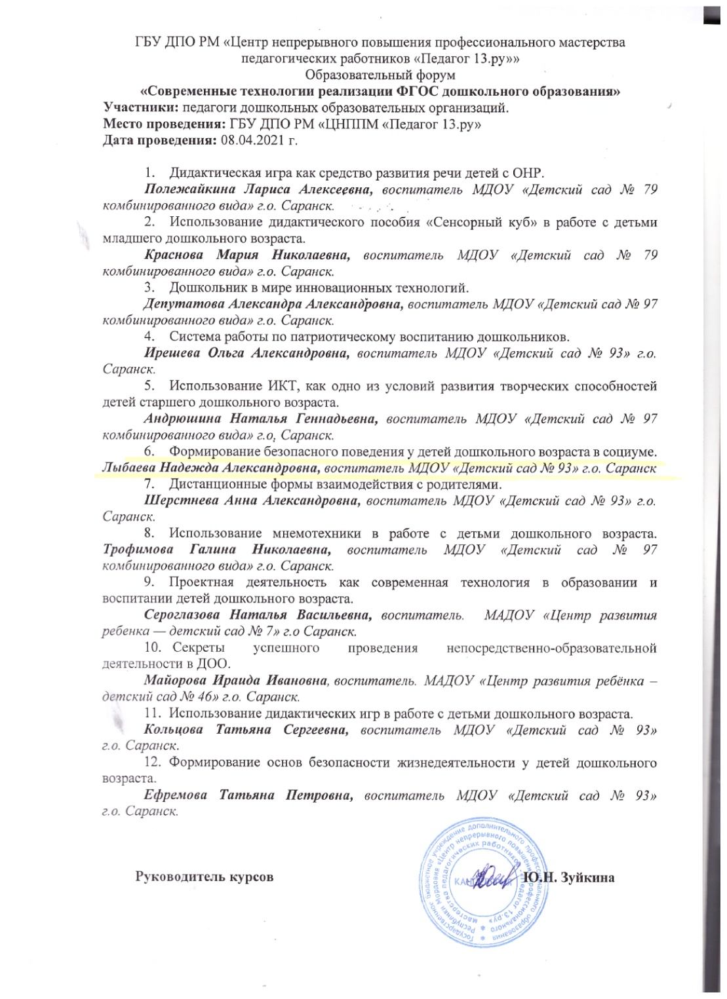 ГБУ ДПО РМ «Центр непрерывного повышения профессионального мастерства
педагогических работников «Педагог 13.ру»»
Образовательный форум
«Современные технологии реализации ФГОС дошкольного образования»
Участники: педагоги дошкольных образовательных организаций.
Место проведения: ГБУ ДПО РМ «ЦНППМ «Педагог 13.ру»
Дата проведения: 08.04.2021 г.
1. Дидактическая игра как средство развития речи детей с ОНР.
Полежайкина Лариса Алексеевна, воспитатель МДОУ «Детский сад № 79
комбинированного вида» г.о. Саранск.
2. Использование дидактического пособия «Сенсорный куб» в работе с детьми
младшего дошкольного возраста.
Краснова Мария Николаевна, воспитатель МДОУ «Детский сад № 79
комбинированного вида» г.о. Саранск.
3. Дошкольник в мире инновационных технологий.
Депутатова Александра Александровна, воспитатель МДОУ «Детский сад № 97
комбинированного вида» г.о. Саранск.
4. Система работы по патриотическому воспитанию дошкольников.
Ирешева Ольга Александровна, воспитатель МДОУ «Детский сад № 93» г.о.
Саранск.
5. Использование ИКТ, как одно из условий развития творческих способностей
детей старшего дошкольного возраста.
Андрюшина Наталья Геннадьевна, воспитатель МДОУ «Детский сад № 97
комбинированного вида» г.о. Саранск.
6. Формирование безопасного поведения у детей дошкольного возраста в социуме.
Лыбаева Надежда Александровна, воспитатель МДОУ «Детский сад № 93» г.о. Саранск
7. Дистанционные формы взаимодействия с родителями.
Шерстнева Анна Александровна, воспитатель МДОУ «Детский сад № 93» г.о.
Саранск.
8. Использование мнемотехники в работе с детьми дошкольного возраста.
Трофимова Галина Николаевна, воспитатель МДОУ «Детский сад № 97
комбинированного вида» г.о. Саранск.
9. Проектная деятельность как современная технология в образовании и
воспитании детей дошкольного возраста.
Сероглазова Наталья Васильевна, воспитатель. МАДОУ «Центр развития
ребенка — детский сад № 7» г.о Саранск.
10. Секреты успешного проведения непосредственно-образовательной
деятельности в ДОО.
Майорова Ираида Ивановна, воспитатель. МАДОУ «Центр развития ребёнка –
детский сад № 46» г.о. Саранск.
11. Использование дидактических игр в работе с детьми дошкольного возраста.
Кольцова Татьяна Сергеевна, воспитатель МДОУ «Детский сад № 93»
г.о. Саранск.
12. Формирование основ безопасности жизнедеятельности у детей дошкольного
возраста.
Ефремова Татьяна Петровна, воспитатель МДОУ «Детский сад № 93»
г.о. Саранск.
Руководитель курсов Ю.Н. Зуйкина
Государственное бюджетное учреждение дополнительного профессионального образования
Республики Мордовия «Центр непрерывного повышения профессионального
мастерства педагогических работников - «Педагог 13.ру»